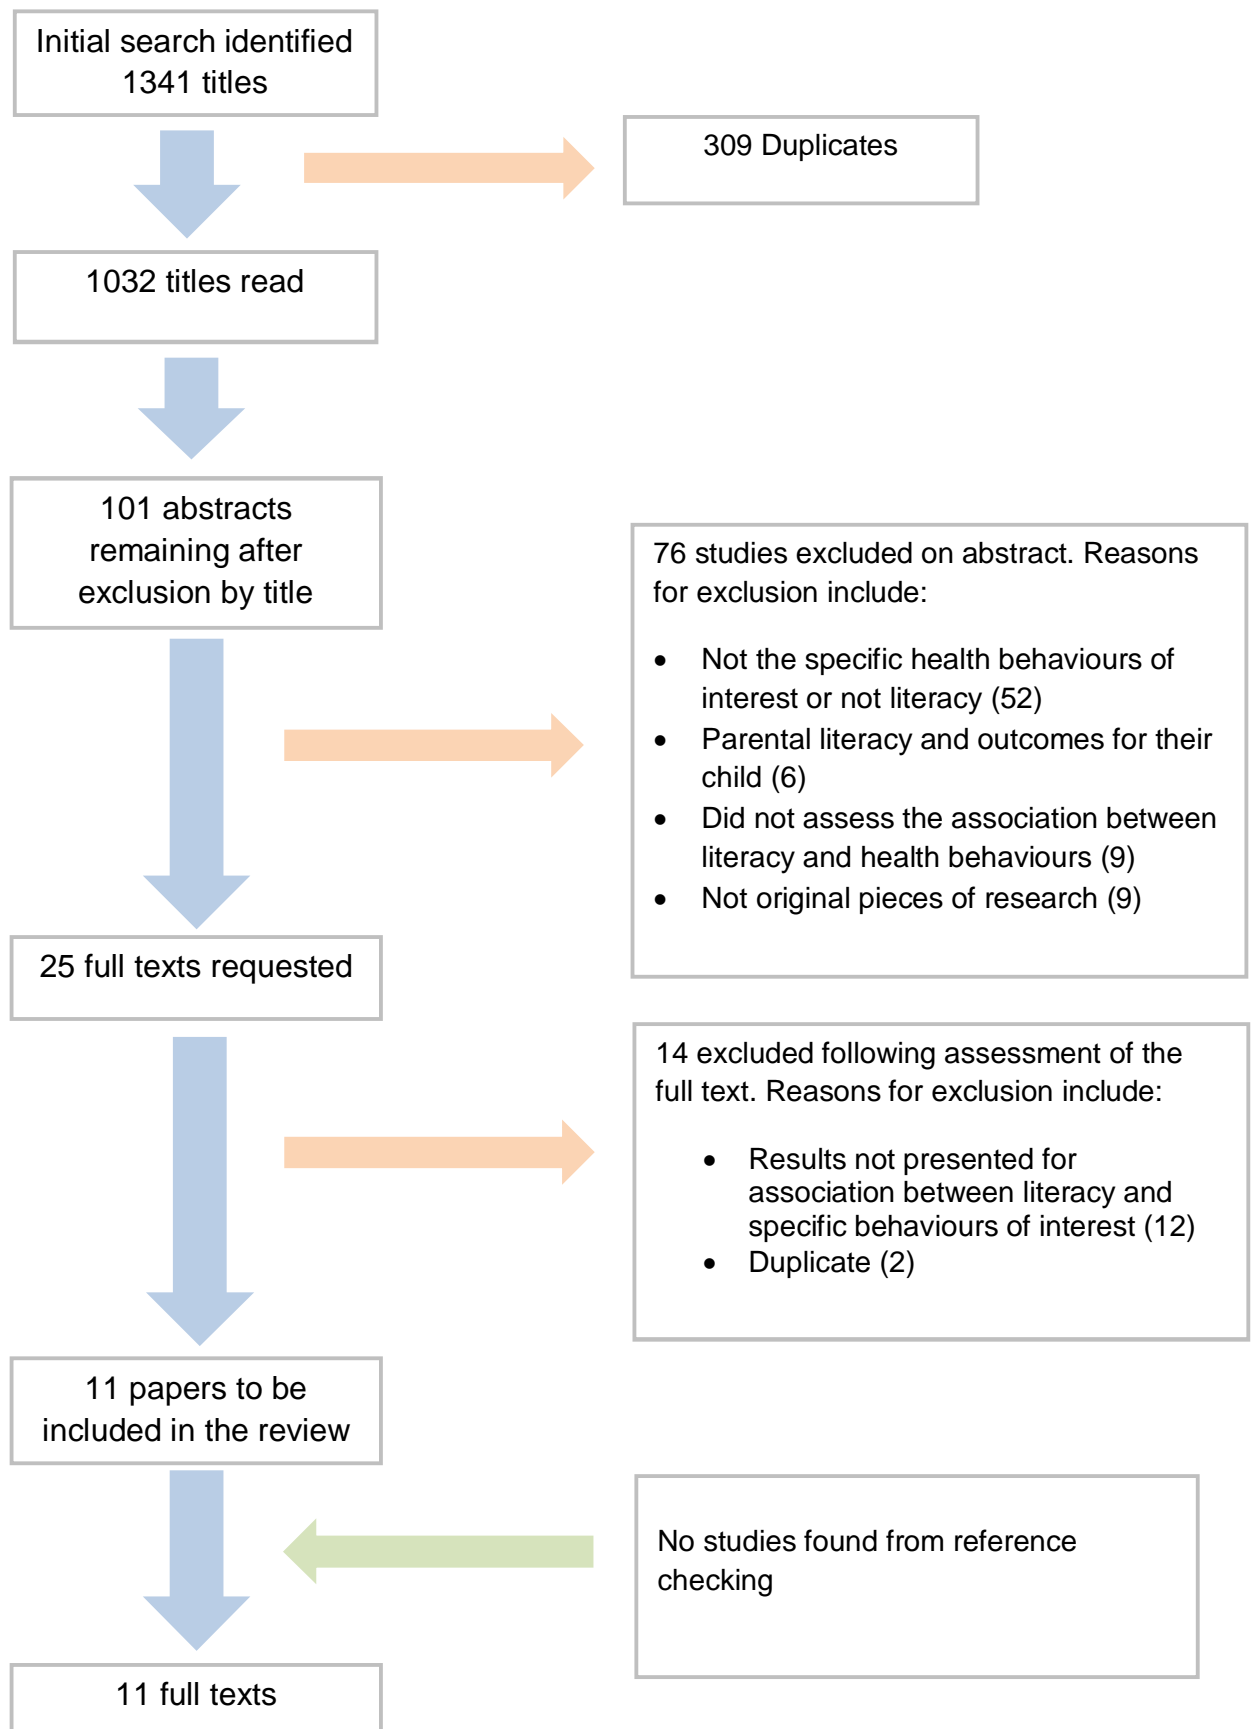 Initial search identified
1341 titles
309 Duplicates
1032 titles read
101 abstracts
remaining after
exclusion by title
76 studies excluded on abstract. Reasons
for exclusion include:
• Not the specific health behaviours of
interest or not literacy (52)
• Parental literacy and outcomes for their
child (6)
• Did not assess the association between
literacy and health behaviours (9)
• Not original pieces of research (9)
25 full texts requested
14 excluded following assessment of the
full text. Reasons for exclusion include:
• Results not presented for
association between literacy and
specific behaviours of interest (12)
• Duplicate (2)
11 papers to be
included in the review
No studies found from reference
checking
11 full texts